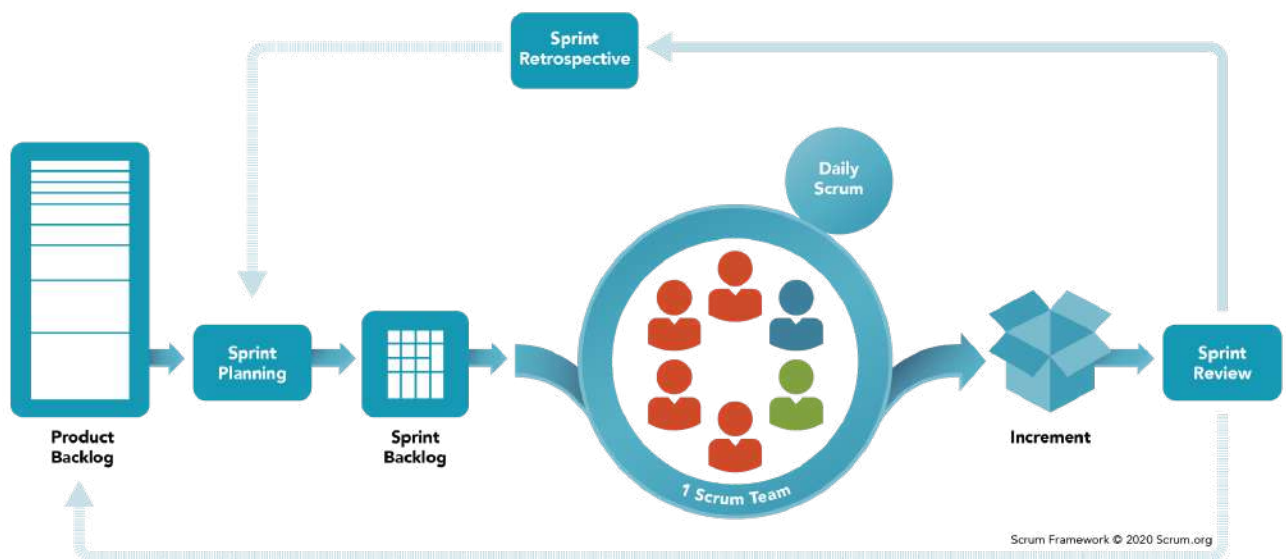 Sprint
Retrospective
Daily
Scrum
Sprint
Planning
Sprint
Review
Product
Backlog
Sprint
Backlog
1 Scrum Team
Increment
Scrum Framework © 2020 Scrum.org